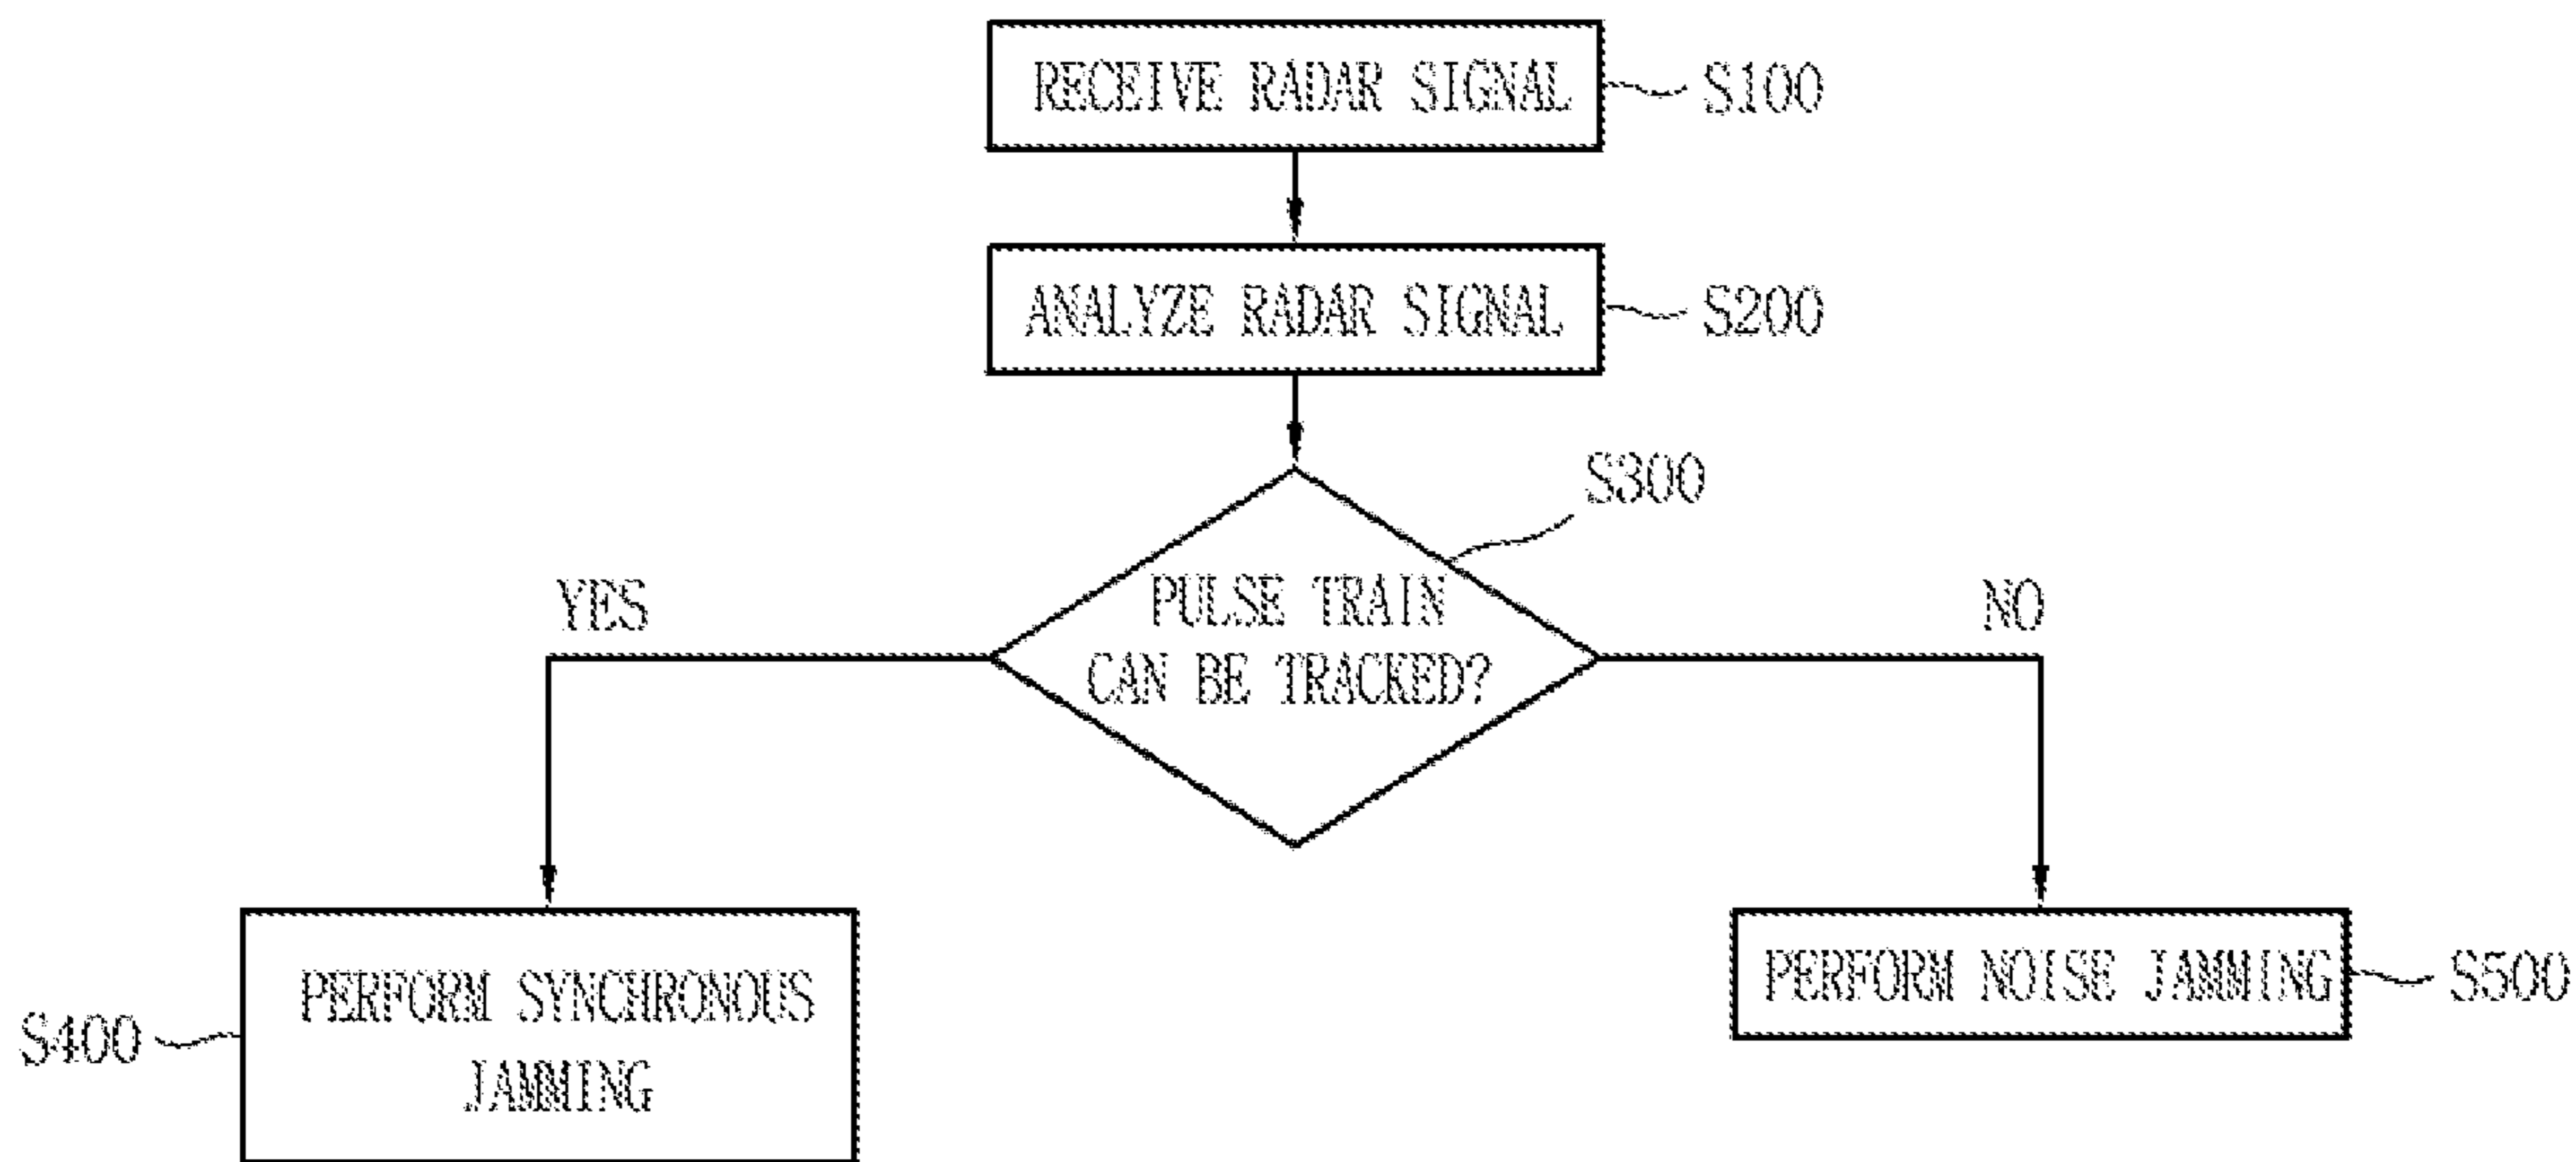 RECEIVE RADAR SIGNAL
S100
ANALYZE RADAR SIGNAL
S200
S300
PULSE TRAIN
CAN BE TRACKED?
YES
NO
PERFORM SYNCHRONOUS
JAMMING
S400
PERFORM NOISE JAMMING
S500